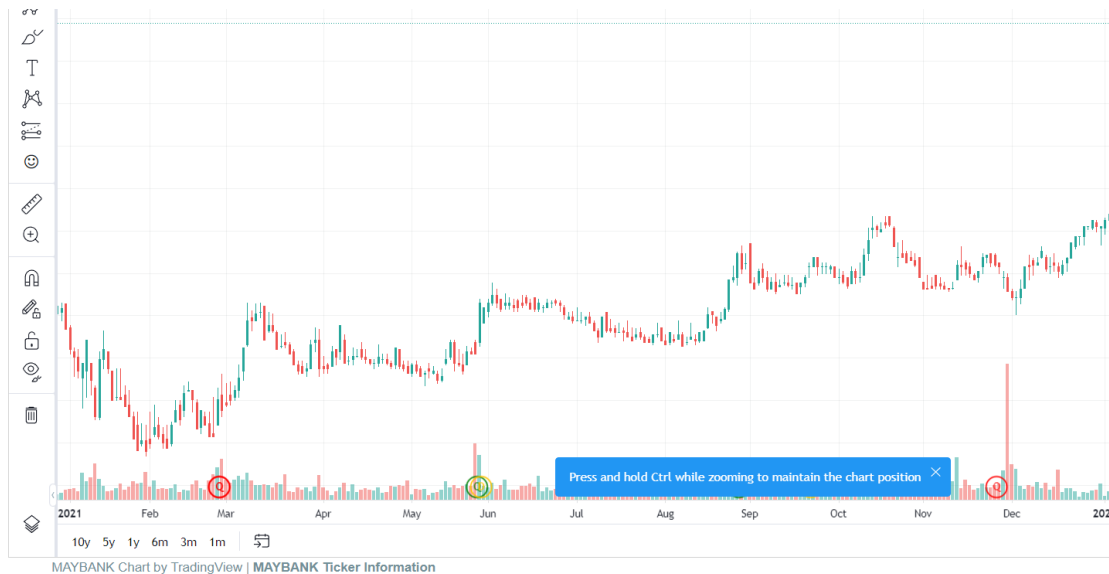 T
Q
Q
Q
Press and hold Ctrl while zooming to maintain the chart position
2021 Feb Mar Apr May Jun Jul Aug Sep Oct Nov Dec
10y 5y 1y 6m 3m 1m
MAYBANK Chart by TradingView | MAYBANK Ticker Information